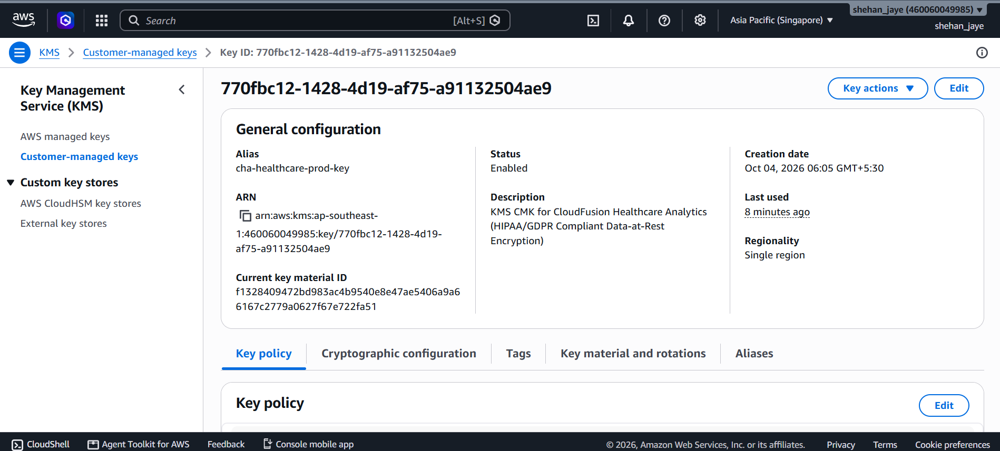 aws
Search
[Alt+S]
Asia Pacific (Singapore)
shehan_jaye (460060049985)
shehan_jaye
KMS
Customer-managed keys
Key ID: 770fbc12-1428-4d19-af75-a91132504ae9
Key Management
Service (KMS)
AWS managed keys
Customer-managed keys
Custom key stores
AWS CloudHSM key stores
External key stores
770fbc12-1428-4d19-af75-a91132504ae9
Key actions
Edit
General configuration
Alias
cha-healthcare-prod-key
ARN
arn:aws:kms:ap-southeast-
1:460060049985:key/770fbc12-1428-4d19-
af75-a91132504ae9
Current key material ID
f1328409472bd983ac4b9540e8e47ae5406a9a6
6167c2779a0627f67e722fa51
Status
Enabled
Description
KMS CMK for CloudFusion Healthcare Analytics
(HIPAA/GDPR Compliant Data-at-Rest
Encryption)
Creation date
Oct 04, 2026 06:05 GMT+5:30
Last used
8 minutes ago
Regionality
Single region
Key policy
Cryptographic configuration
Tags
Key material and rotations
Aliases
Key policy
Edit
CloudShell
Agent Toolkit for AWS
Feedback
Console mobile app
© 2026, Amazon Web Services, Inc. or its affiliates.
Privacy
Terms
Cookie preferences